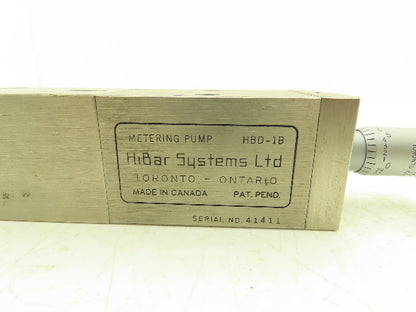 METERING PUMP HBD-1B
HiBar Systems Ltd
TORONTO, - ONTARIO
MADE IN CANADA PAT. PEND.
SERIAL NO. 41411